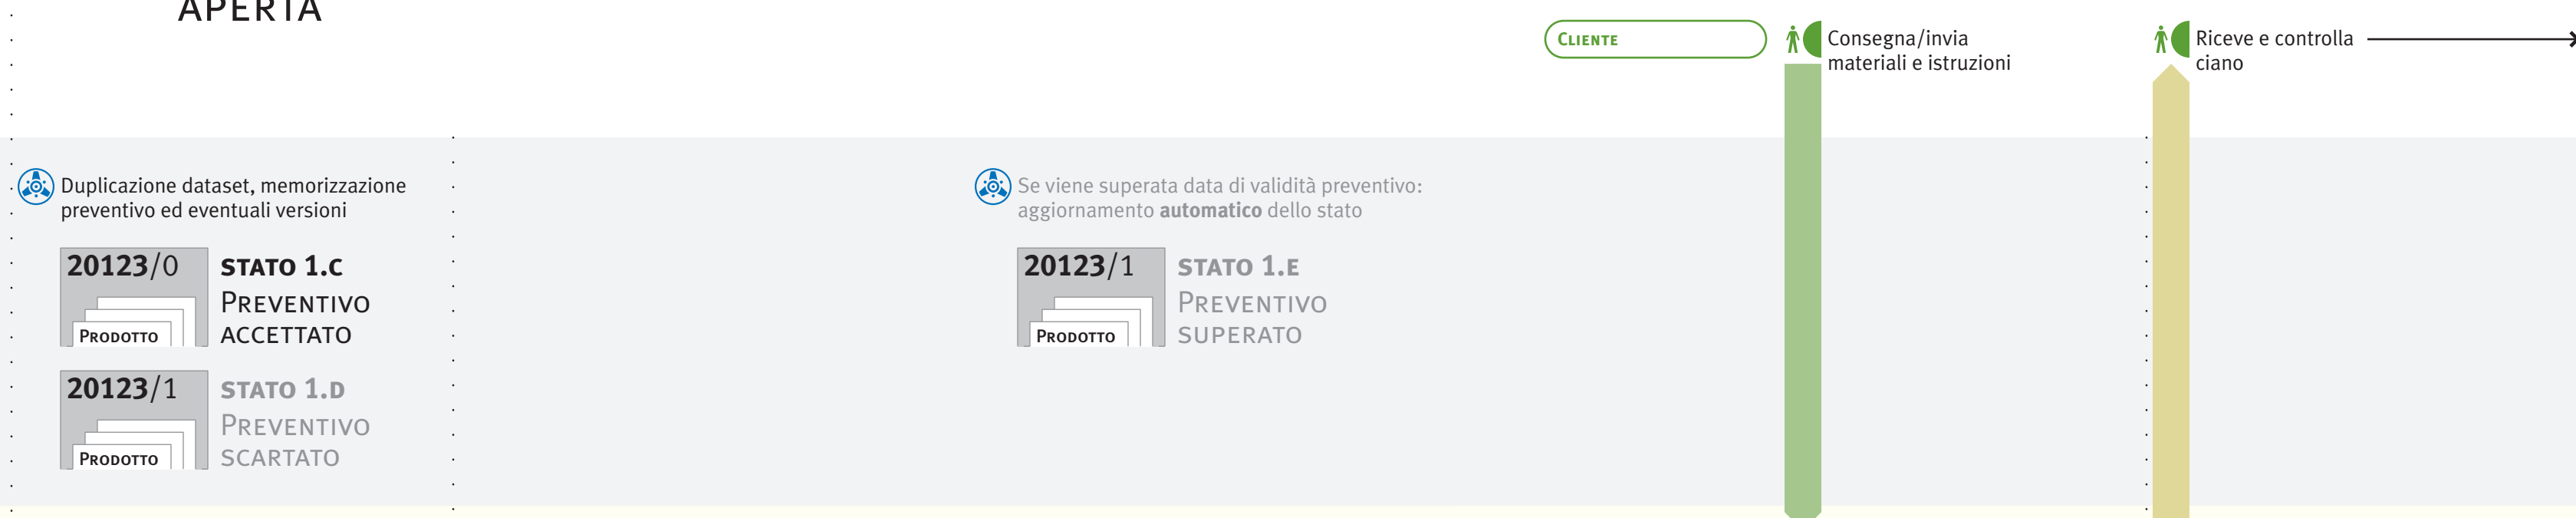 APERTA
CLIENTE
Consegna/invia
materiali e istruzioni
Riceve e controlla
ciano
Duplicazione dataset, memorizzazione
preventivo ed eventuali versioni
20123/0
STATO 1.C
PREVENTIVO
ACCETTATO
PRODOTTO
20123/1
STATO 1.D
PREVENTIVO
SCARTATO
PRODOTTO
Se viene superata data di validità preventivo:
aggiornamento automatico dello stato
20123/1
STATO 1.E
PREVENTIVO
SUPERATO
PRODOTTO